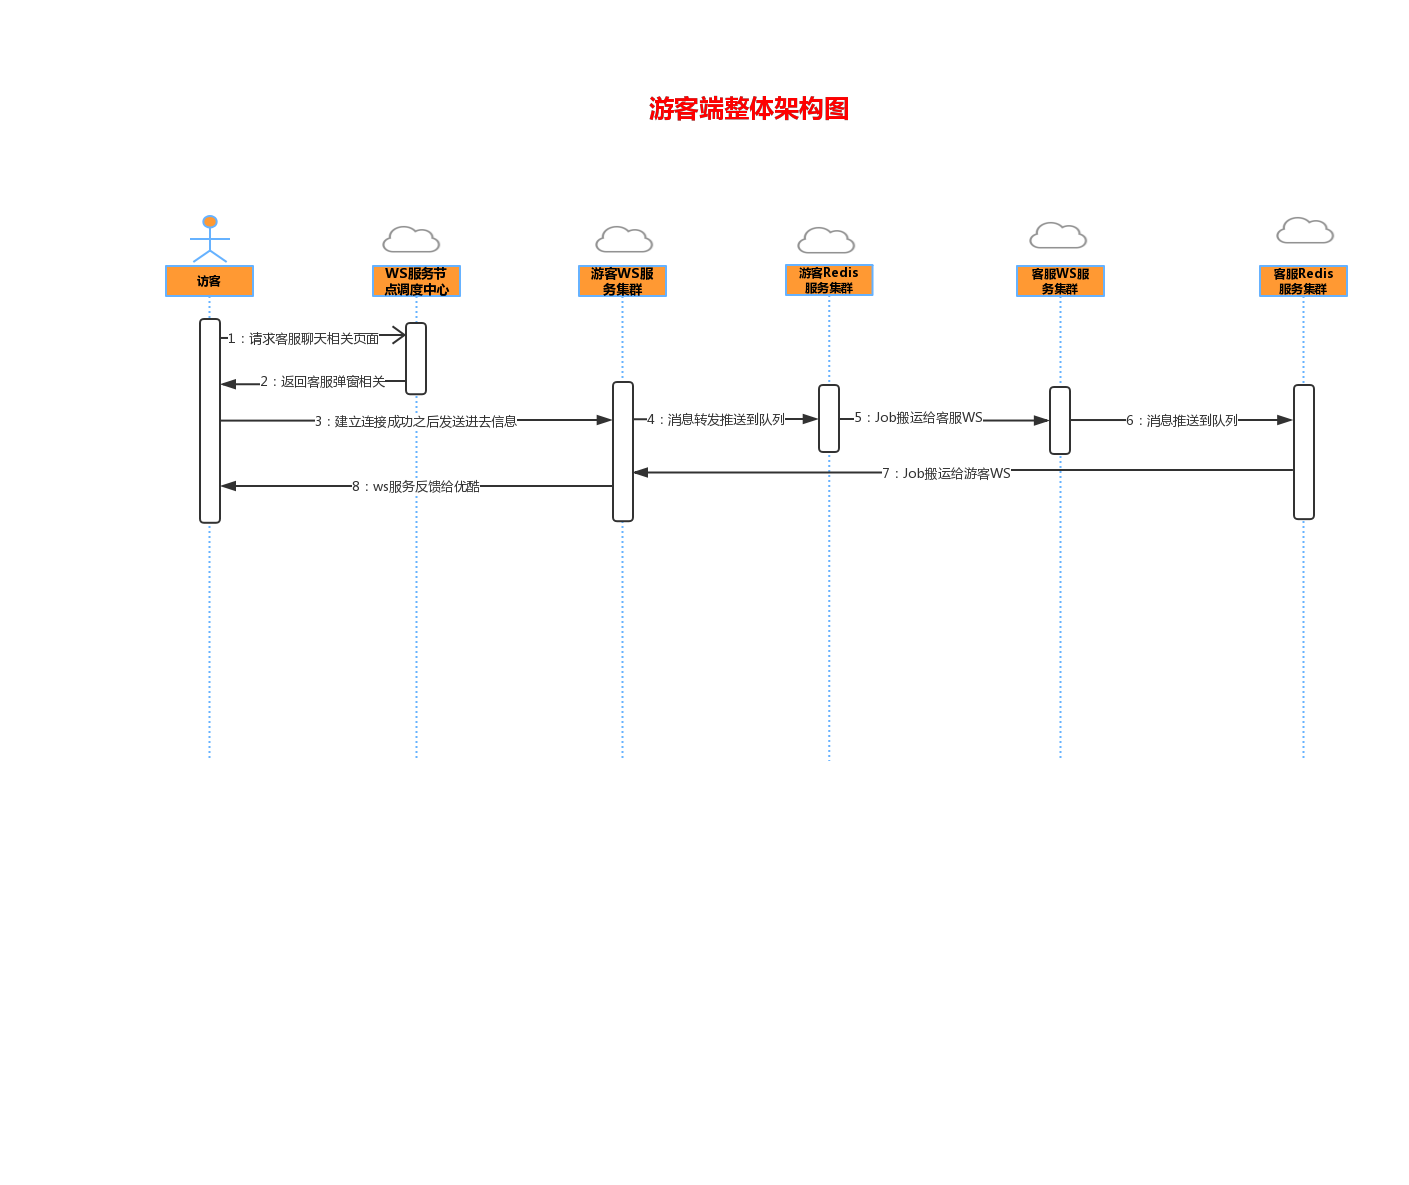 游客端整体架构图
访客
WS服务节
点调度中心
游客WS服
务集群
游客Redis
服务集群
客服WS服
务集群
客服Redis
服务集群
1：请求客服聊天相关页面
2：返回客服弹窗相关
3：建立连接成功之后发送进去信息
4：消息转发推送到队列
5：Job搬运给客服WS
6：消息推送到队列
7：Job搬运给游客WS
8：ws服务反馈给优酷